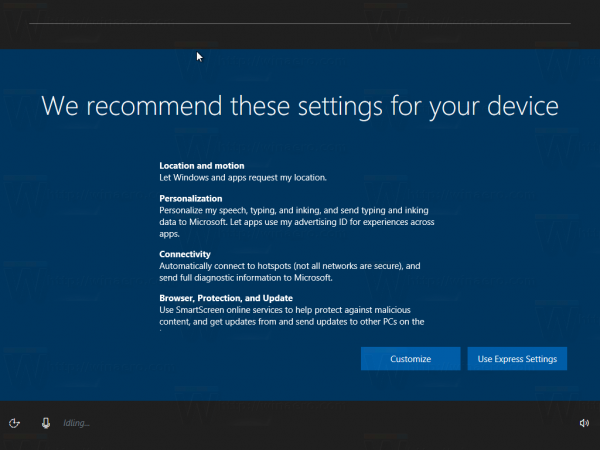 We recommend these settings for your device
Location and motion
Let Windows and apps request my location.
Personalization
Personalize my speech, typing, and inking, and send typing and inking
data to Microsoft. Let apps use my advertising ID for experiences across
apps.
Connectivity
Automatically connect to hotspots (not all networks are secure), and
send full diagnostic information to Microsoft.
Browser, Protection, and Update
Use SmartScreen online services to help protect against malicious
content, and get updates from and send updates to other PCs on the
Customize
Use Express Settings
Idling...